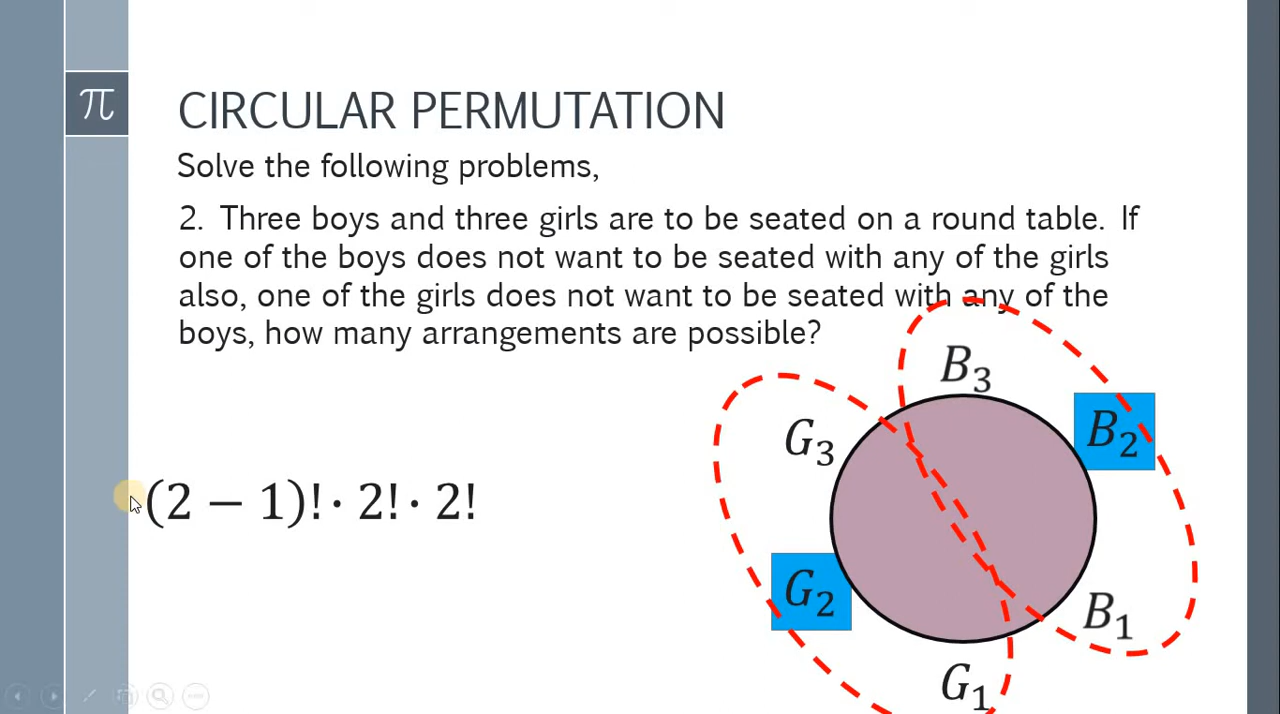 π
CIRCULAR PERMUTATION
Solve the following problems,
2. Three boys and three girls are to be seated on a round table. If
one of the boys does not want to be seated with any of the girls
also, one of the girls does not want to be seated with any of the
boys, how many arrangements are possible?
B₃
G₃
B₂
(2 − 1)! · 2! · 2!
G₂
B₁
G₁